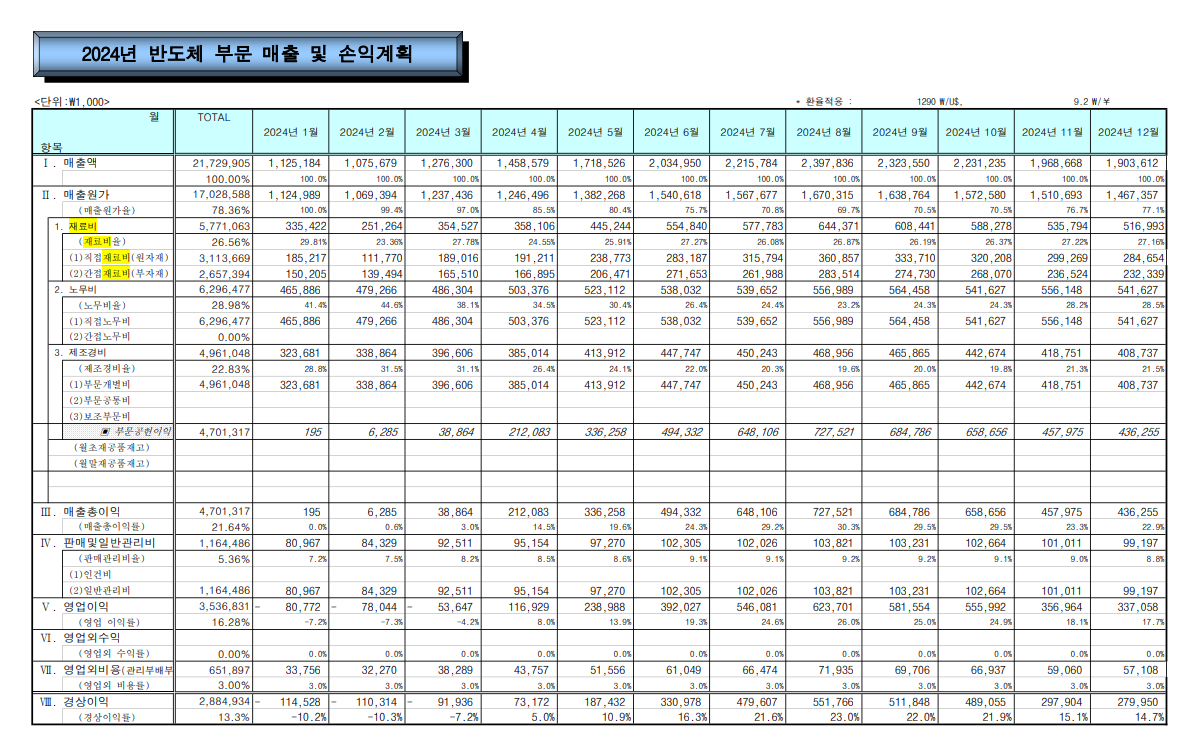 2024년 반도체 부문 매출 및 손익계획
<단위:₩1,000> * 환율적용 : 1290 ₩/U$, 9.2 ₩/￥
월 TOTAL 2024년 1월 2024년 2월 2024년 3월 2024년 4월 2024년 5월 2024년 6월 2024년 7월 2024년 8월 2024년 9월 2024년 10월 2024년 11월 2024년 12월
항목
Ⅰ. 매출액 21,729,905 1,125,184 1,075,679 1,276,300 1,458,579 1,718,526 2,034,950 2,215,784 2,397,836 2,323,550 2,231,235 1,968,668 1,903,612
100.00% 100.0% 100.0% 100.0% 100.0% 100.0% 100.0% 100.0% 100.0% 100.0% 100.0% 100.0% 100.0%
Ⅱ. 매출원가 17,028,588 1,124,989 1,069,394 1,237,436 1,246,496 1,382,268 1,540,618 1,567,677 1,670,315 1,638,764 1,572,580 1,510,693 1,467,357
(매출원가율) 78.36% 100.0% 99.4% 97.0% 85.5% 80.4% 75.7% 70.8% 69.7% 70.5% 70.5% 76.7% 77.1%
1. 재료비 5,771,063 335,422 251,264 354,527 358,106 445,244 554,840 577,783 644,371 608,441 588,278 535,794 516,993
(재료비율) 26.56% 29.81% 23.36% 27.78% 24.55% 25.91% 27.27% 26.08% 26.87% 26.19% 26.37% 27.22% 27.16%
(1)직접재료비(원자재) 3,113,669 185,217 111,770 189,016 191,211 238,773 283,187 315,794 360,857 333,710 320,208 299,269 284,654
(2)간접재료비(부자재) 2,657,394 150,205 139,494 165,510 166,895 206,471 271,653 261,988 283,514 274,730 268,070 236,524 232,339
2. 노무비 6,296,477 465,886 479,266 486,304 503,376 523,112 538,032 539,652 556,989 564,458 541,627 556,148 541,627
(노무비율) 28.98% 41.4% 44.6% 38.1% 34.5% 30.4% 26.4% 24.4% 23.2% 24.3% 24.3% 28.2% 28.5%
(1)직접노무비 6,296,477 465,886 479,266 486,304 503,376 523,112 538,032 539,652 556,989 564,458 541,627 556,148 541,627
(2)간접노무비 0.00%
3. 제조경비 4,961,048 323,681 338,864 396,606 385,014 413,912 447,747 450,243 468,956 465,865 442,674 418,751 408,737
(제조경비율) 22.83% 28.8% 31.5% 31.1% 26.4% 24.1% 22.0% 20.3% 19.6% 20.0% 19.8% 21.3% 21.5%
(1)부문개별비 4,961,048 323,681 338,864 396,606 385,014 413,912 447,747 450,243 468,956 465,865 442,674 418,751 408,737
(2)부문공통비
(3)보조부문비
▣ 부문공헌이익 4,701,317 195 6,285 38,864 212,083 336,258 494,332 648,106 727,521 684,786 658,656 457,975 436,255
(월초재공품재고)
(월말재공품재고)
Ⅲ. 매출총이익 4,701,317 195 6,285 38,864 212,083 336,258 494,332 648,106 727,521 684,786 658,656 457,975 436,255
(매출총이익률) 21.64% 0.0% 0.6% 3.0% 14.5% 19.6% 24.3% 29.2% 30.3% 29.5% 29.5% 23.3% 22.9%
Ⅳ. 판매및일반관리비 1,164,486 80,967 84,329 92,511 95,154 97,270 102,305 102,026 103,821 103,231 102,664 101,011 99,197
(판매관리비율) 5.36% 7.2% 7.5% 8.2% 8.5% 8.6% 9.1% 9.1% 9.2% 9.2% 9.1% 9.0% 8.8%
(1)인건비
(2)일반관리비 1,164,486 80,967 84,329 92,511 95,154 97,270 102,305 102,026 103,821 103,231 102,664 101,011 99,197
Ⅴ. 영업이익 3,536,831 - 80,772 - 78,044 - 53,647 116,929 238,988 392,027 546,081 623,701 581,554 555,992 356,964 337,058
(영업 이익률) 16.28% -7.2% -7.3% -4.2% 8.0% 13.9% 19.3% 24.6% 26.0% 25.0% 24.9% 18.1% 17.7%
Ⅵ. 영업외수익
(영업외 수익률) 0.00% 0.0% 0.0% 0.0% 0.0% 0.0% 0.0% 0.0% 0.0% 0.0% 0.0% 0.0% 0.0%
Ⅶ. 영업외비용(관리부배부 651,897 33,756 32,270 38,289 43,757 51,556 61,049 66,474 71,935 69,706 66,937 59,060 57,108
(영업외 비용률) 3.00% 3.0% 3.0% 3.0% 3.0% 3.0% 3.0% 3.0% 3.0% 3.0% 3.0% 3.0% 3.0%
Ⅷ. 경상이익 2,884,934 - 114,528 - 110,314 - 91,936 73,172 187,432 330,978 479,607 551,766 511,848 489,055 297,904 279,950
(경상이익률) 13.3% -10.2% -10.3% -7.2% 5.0% 10.9% 16.3% 21.6% 23.0% 22.0% 21.9% 15.1% 14.7%